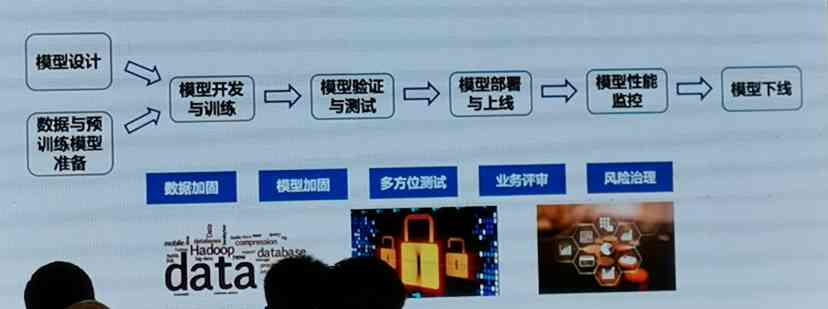 模型设计
数据与预
训练模型
准备
模型开发
与训练
模型验证
与测试
模型部署
与上线
模型性能
监控
模型下线
数据加固
模型加固
多方位测试
业务评审
风险治理
mobile
databases
compression
Hadoop
database
data